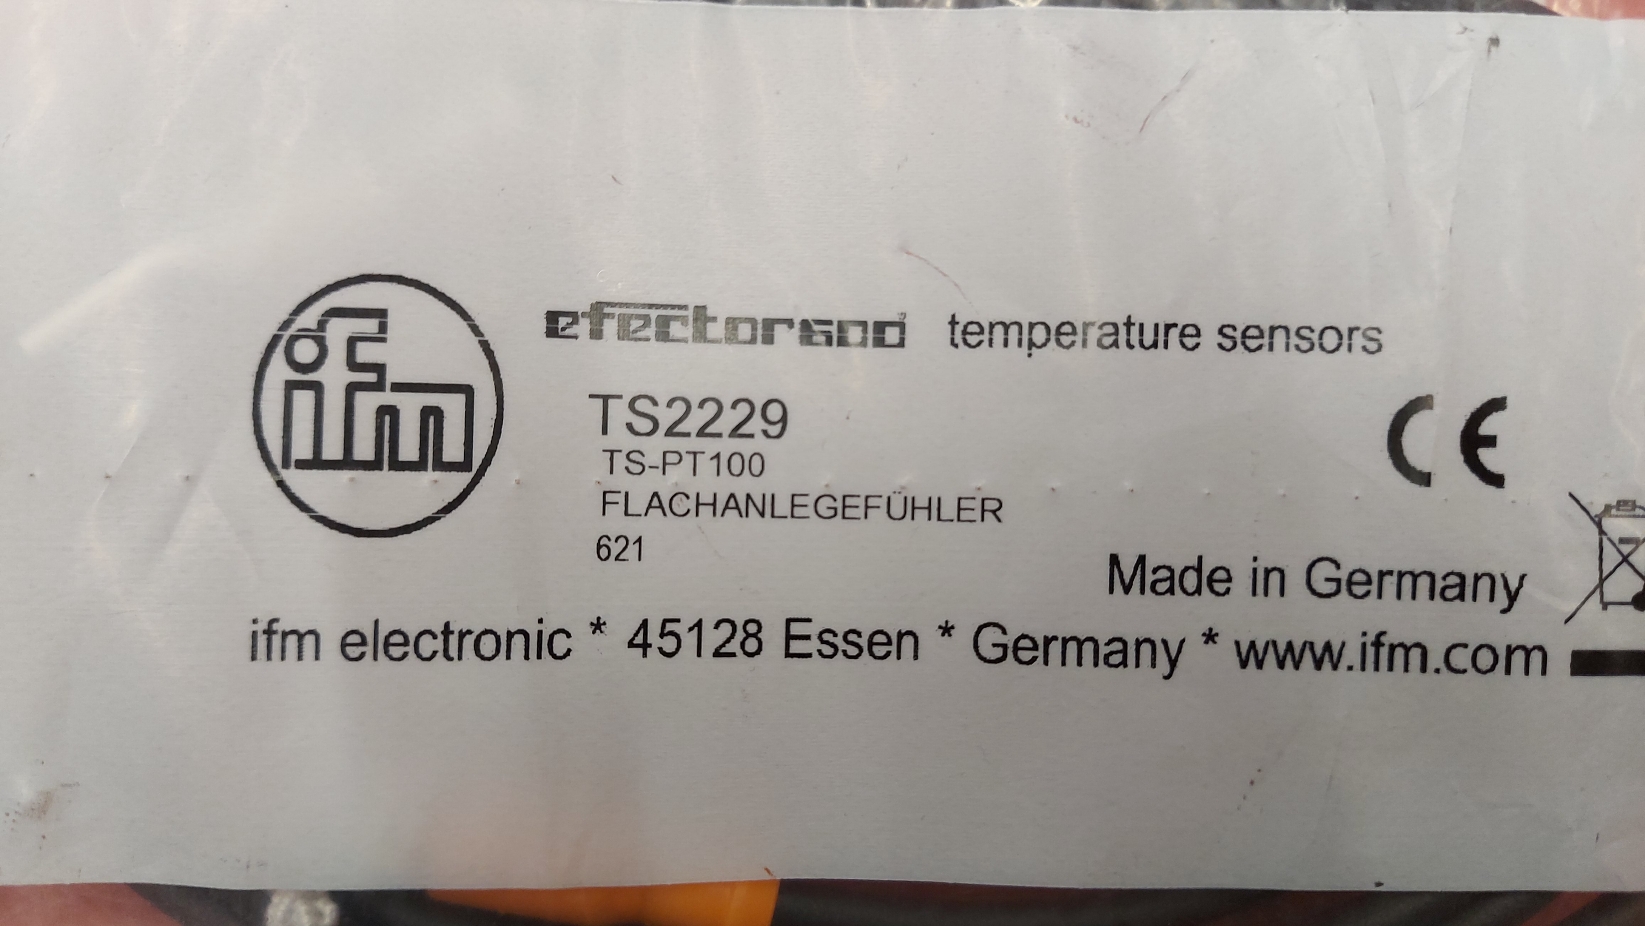 ifm
efector600 temperature sensors
TS2229
TS-PT100
FLACHANLEGEFÜHLER
621
CE
Made in Germany
ifm electronic * 45128 Essen * Germany * www.ifm.com